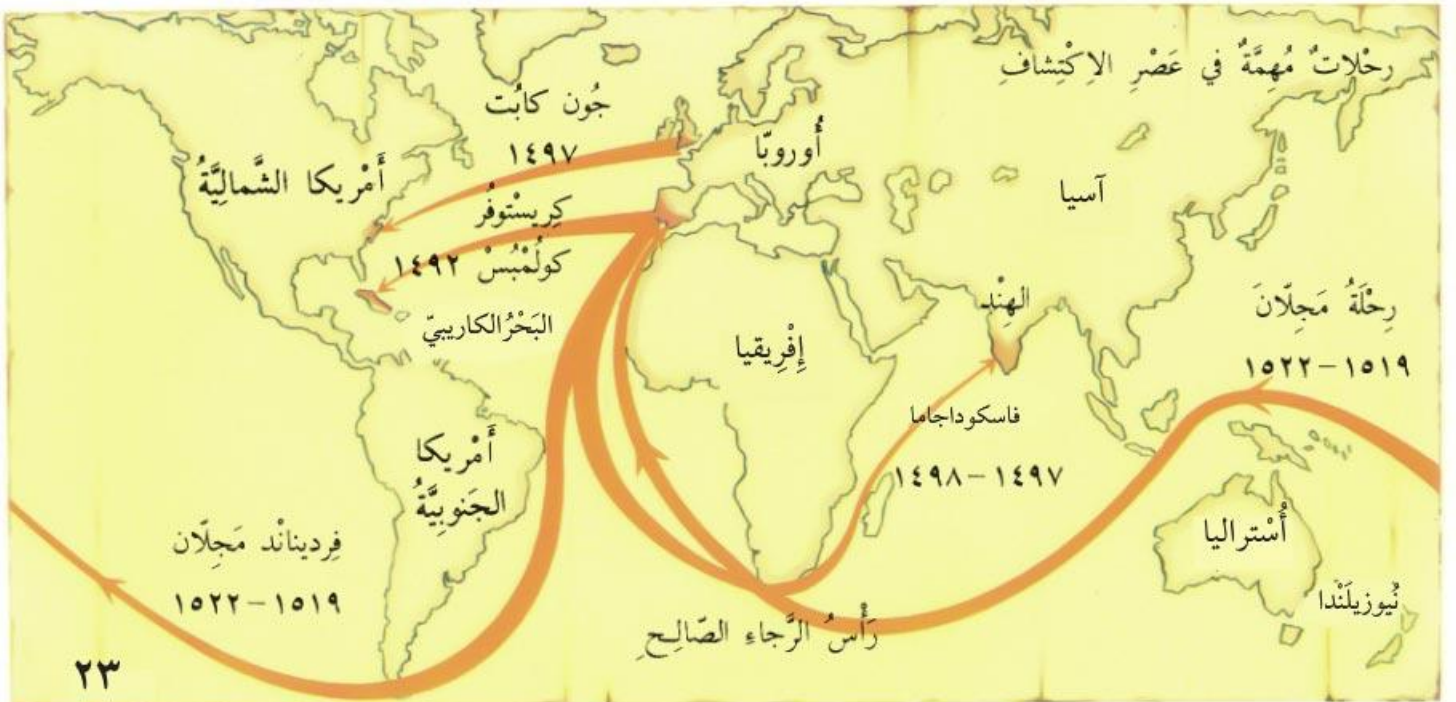 رِحْلاتٌ مُهِمَّةٌ في عَصْرِ الاِكْتِشافِ
جُون كابُت
١٤٩٧
أُوروبّا
آسيا
أَمْريكا الشَّمالِيَّةُ
كِريسْتوفُر
كولُمْبُسْ ١٤٩٢
البَحْرُ الكاريبيّ
الهِنْد
رِحْلَةُ مَجِلّانَ
١٥١٩–١٥٢٢
إِفْرِيقيا
فاسكوداجاما
١٤٩٧–١٤٩٨
أَمْريكا
الجَنوبِيَّةُ
أُسْتراليا
فِردينانْد مَجِلّان
١٥١٩–١٥٢٢
نُيوزيلَنْدا
رَأْسُ الرَّجاءِ الصّالِحِ
٢٣